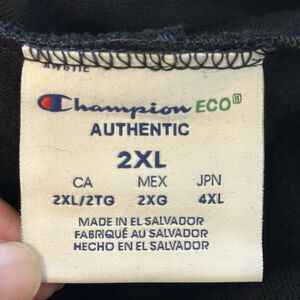 Champion ECO®
AUTHENTIC
2XL
CA MEX JPN
2XL/2TG 2XG 4XL
MADE IN EL SALVADOR
FABRIQUÉ AU SALVADOR
HECHO EN EL SALVADOR